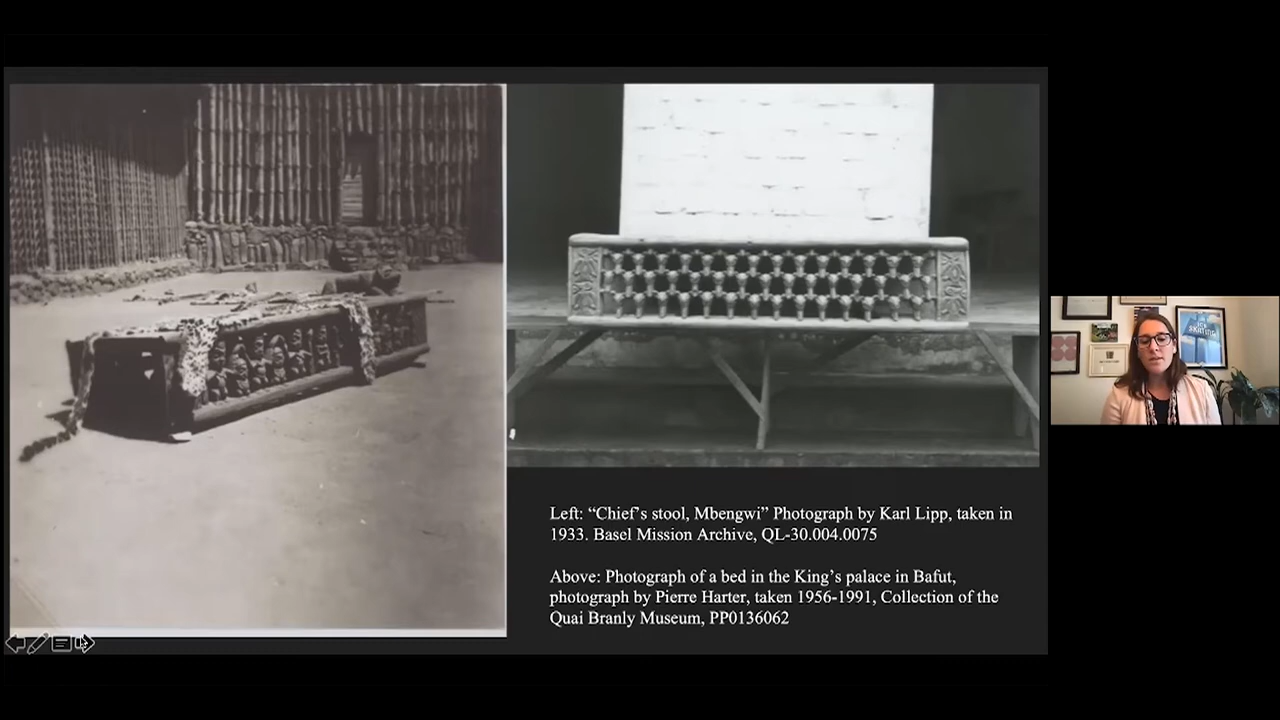 Left: “Chief’s stool, Mbengwi” Photograph by Karl Lipp, taken in
1933. Basel Mission Archive, QL-30.004.0075
Above: Photograph of a bed in the King’s palace in Bafut,
photograph by Pierre Harter, taken 1956-1991, Collection of the
Quai Branly Museum, PP0136062
SKATING